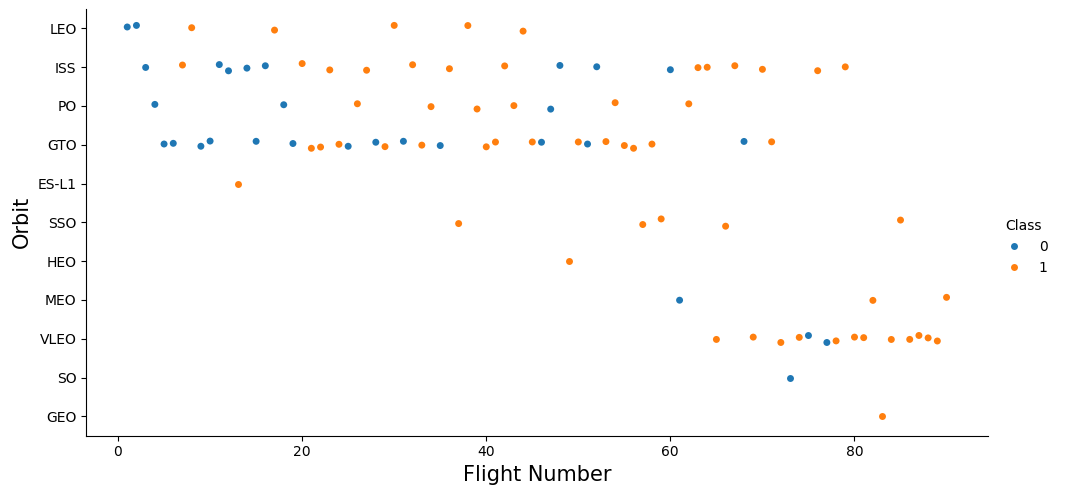 LEO
ISS
PO
GTO
ES-L1
SSO
HEO
MEO
VLEO
SO
GEO
Orbit
0 20 40 60 80
Flight Number
Class
0
1